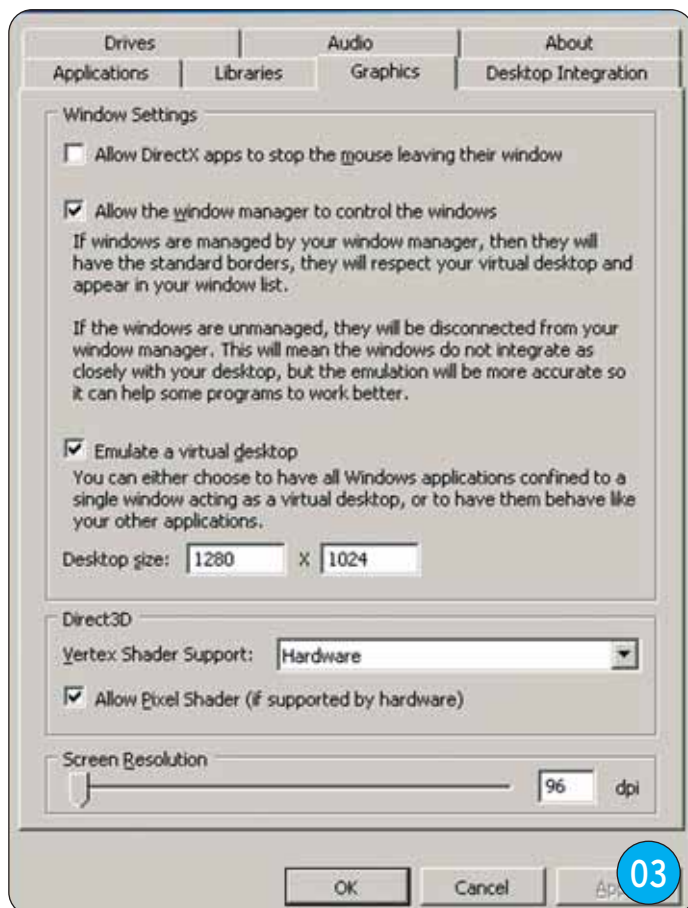 Drives Audio About
Applications Libraries Graphics Desktop Integration
Window Settings
Allow DirectX apps to stop the mouse leaving their window
Allow the window manager to control the windows
If windows are managed by your window manager, then they will
have the standard borders, they will respect your virtual desktop and
appear in your window list.
If the windows are unmanaged, they will be disconnected from your
window manager. This will mean the windows do not integrate as
closely with your desktop, but the emulation will be more accurate so
it can help some programs to work better.
Emulate a virtual desktop
You can either choose to have all Windows applications confined to a
single window acting as a virtual desktop, or to have them behave like
your other applications.
Desktop size: 1280 X 1024
Direct3D
Vertex Shader Support: Hardware
Allow Pixel Shader (if supported by hardware)
Screen Resolution
96 dpi
OK Cancel
03